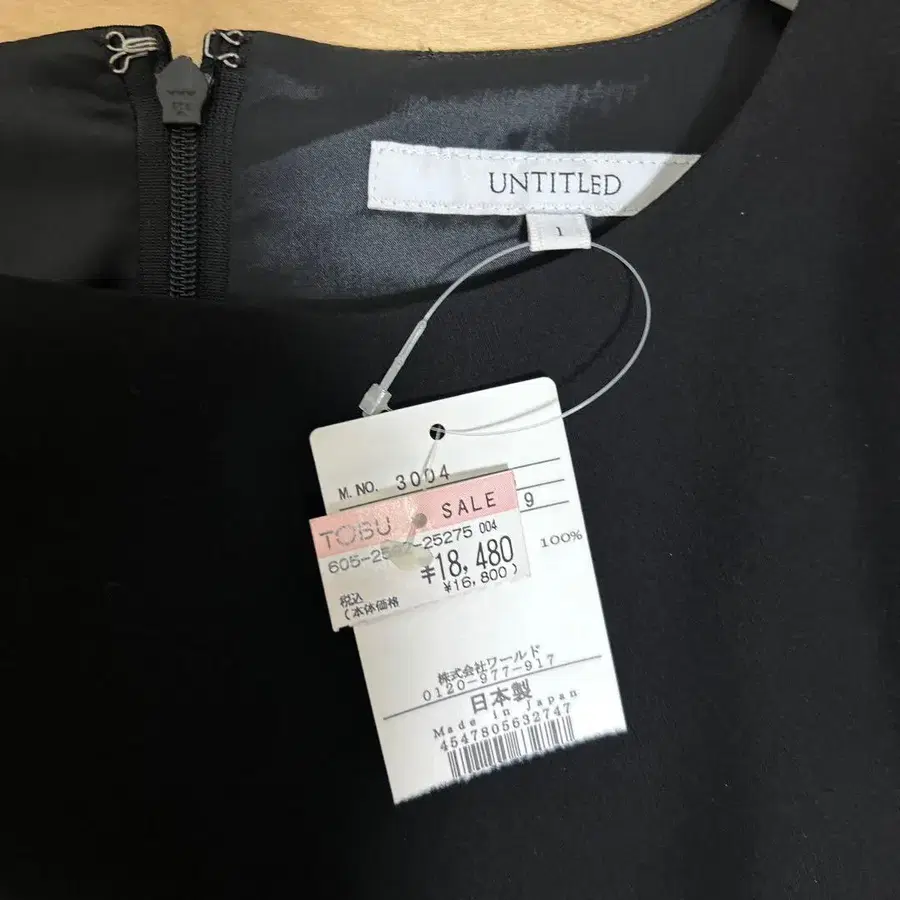 UNTITLED
1
M. NO. 3004
9
TOBU SALE
25275 004
¥18,480
税込
(本体価格 ¥16,800)
100%
株式会社ワールド
0120-977-917
日本製
Made in Japan
4547805632747